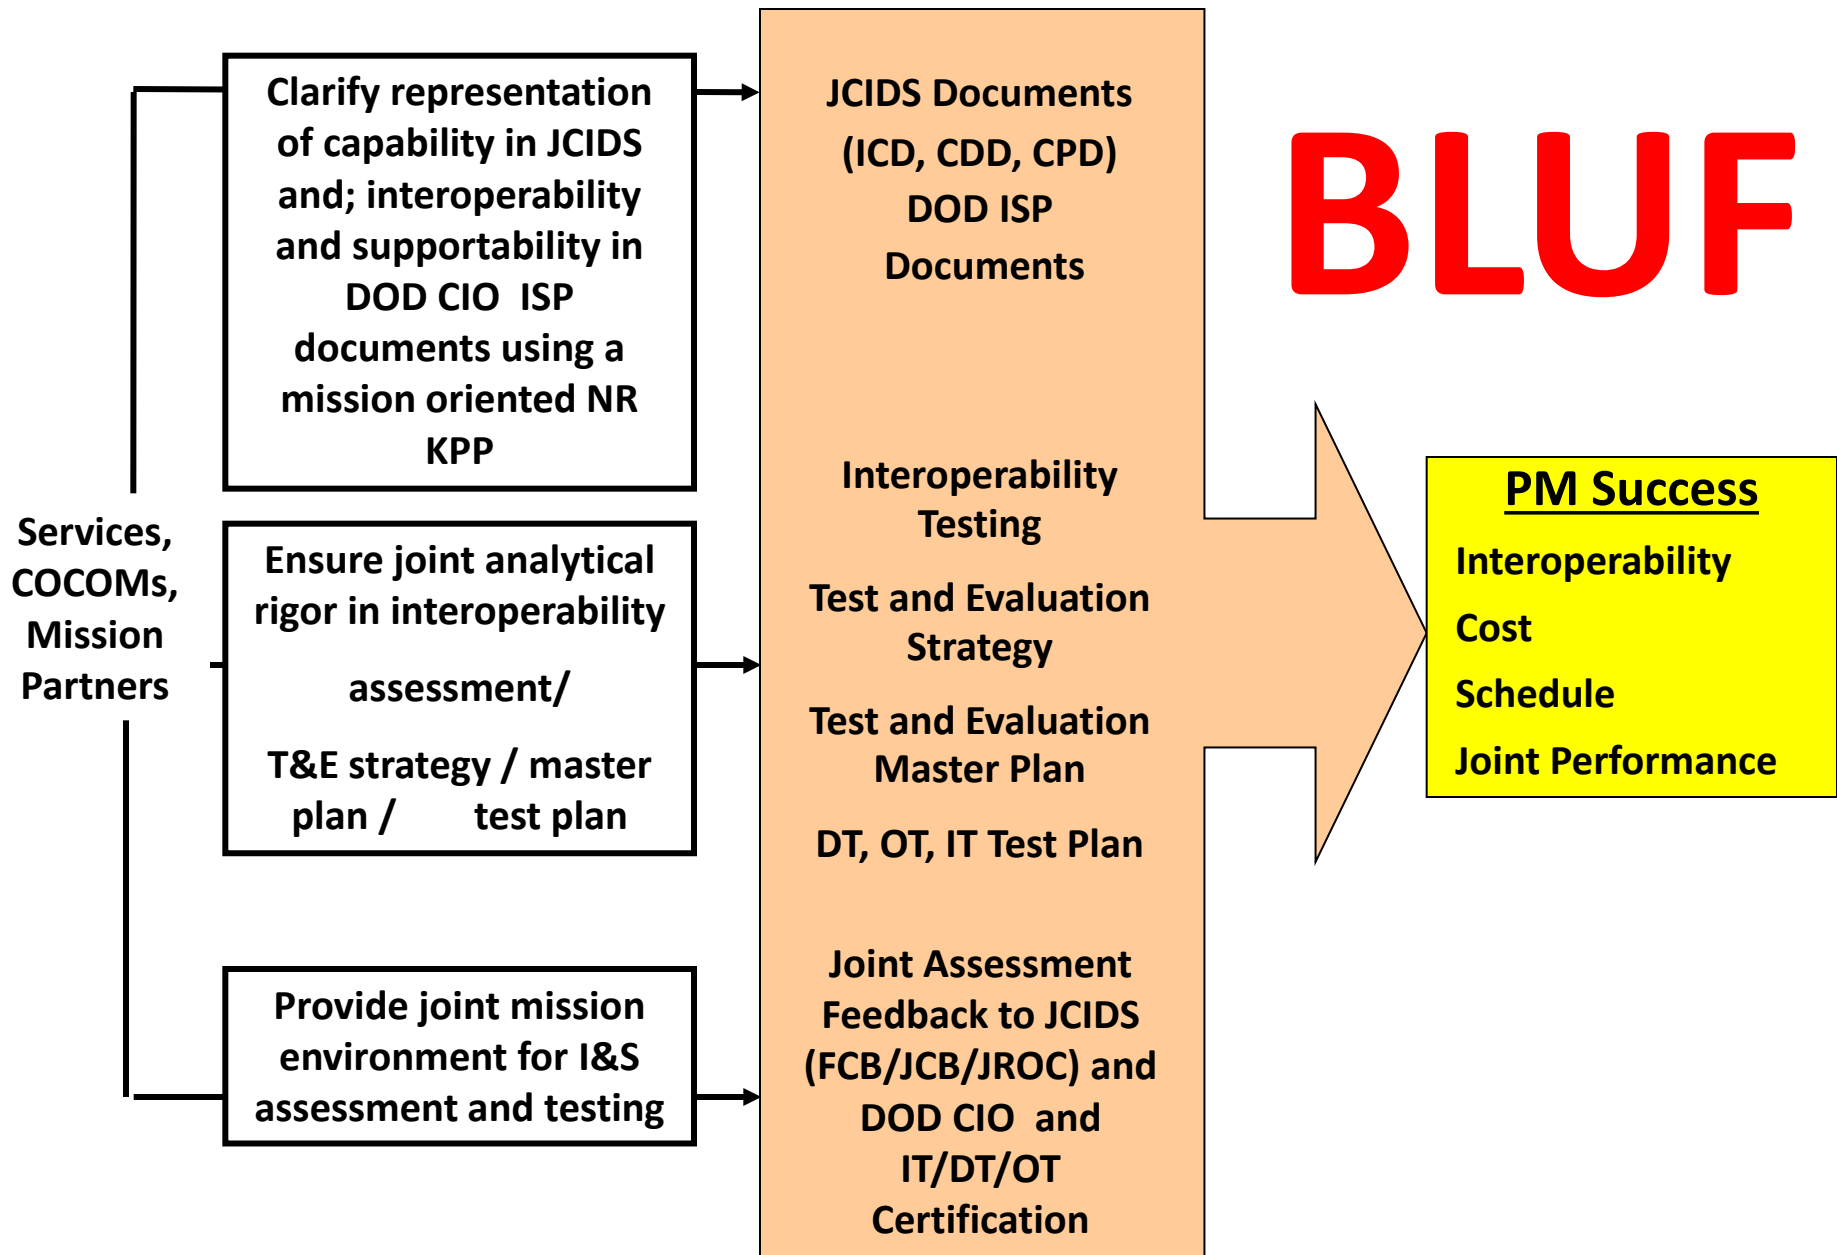 Services,
COCOMs,
Mission
Partners
Clarify representation
of capability in JCIDS
and; interoperability
and supportability in
DOD CIO  ISP
documents using a
mission oriented NR
KPP
Ensure joint analytical
rigor in interoperability
assessment/
T&E strategy / master
plan /        test plan
Provide joint mission
environment for I&S
assessment and testing
JCIDS Documents
(ICD, CDD, CPD)
DOD ISP
Documents
Interoperability
Testing
Test and Evaluation
Strategy
Test and Evaluation
Master Plan
DT, OT, IT Test Plan
Joint Assessment
Feedback to JCIDS
(FCB/JCB/JROC) and
DOD CIO  and
IT/DT/OT
Certification
BLUF
PM Success
Interoperability
Cost
Schedule
Joint Performance